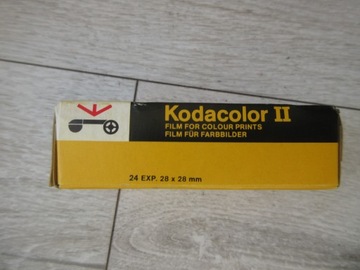 Kodacolor II
FILM FOR COLOUR PRINTS
FILM FÜR FARBBILDER
24 EXP. 28 x 28 mm